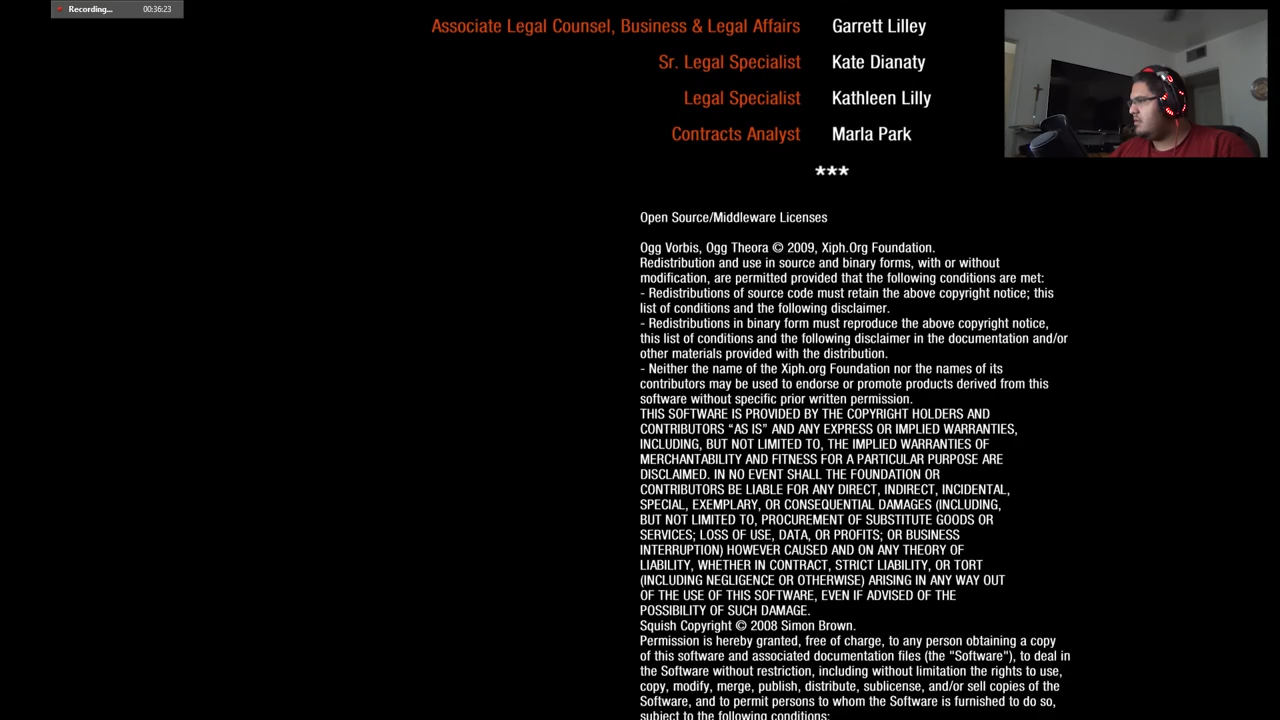 Recording... 00:36:23
Associate Legal Counsel, Business & Legal Affairs Garrett Lilley
Sr. Legal Specialist Kate Dianaty
Legal Specialist Kathleen Lilly
Contracts Analyst Marla Park
***
Open Source/Middleware Licenses
Ogg Vorbis, Ogg Theora © 2009, Xiph.Org Foundation.
Redistribution and use in source and binary forms, with or without
modification, are permitted provided that the following conditions are met:
- Redistributions of source code must retain the above copyright notice; this
list of conditions and the following disclaimer.
- Redistributions in binary form must reproduce the above copyright notice,
this list of conditions and the following disclaimer in the documentation and/or
other materials provided with the distribution.
- Neither the name of the Xiph.org Foundation nor the names of its
contributors may be used to endorse or promote products derived from this
software without specific prior written permission.
THIS SOFTWARE IS PROVIDED BY THE COPYRIGHT HOLDERS AND
CONTRIBUTORS “AS IS” AND ANY EXPRESS OR IMPLIED WARRANTIES,
INCLUDING, BUT NOT LIMITED TO, THE IMPLIED WARRANTIES OF
MERCHANTABILITY AND FITNESS FOR A PARTICULAR PURPOSE ARE
DISCLAIMED. IN NO EVENT SHALL THE FOUNDATION OR
CONTRIBUTORS BE LIABLE FOR ANY DIRECT, INDIRECT, INCIDENTAL,
SPECIAL, EXEMPLARY, OR CONSEQUENTIAL DAMAGES (INCLUDING,
BUT NOT LIMITED TO, PROCUREMENT OF SUBSTITUTE GOODS OR
SERVICES; LOSS OF USE, DATA, OR PROFITS; OR BUSINESS
INTERRUPTION) HOWEVER CAUSED AND ON ANY THEORY OF
LIABILITY, WHETHER IN CONTRACT, STRICT LIABILITY, OR TORT
(INCLUDING NEGLIGENCE OR OTHERWISE) ARISING IN ANY WAY OUT
OF THE USE OF THIS SOFTWARE, EVEN IF ADVISED OF THE
POSSIBILITY OF SUCH DAMAGE.
Squish Copyright © 2008 Simon Brown.
Permission is hereby granted, free of charge, to any person obtaining a copy
of this software and associated documentation files (the "Software"), to deal in
the Software without restriction, including without limitation the rights to use,
copy, modify, merge, publish, distribute, sublicense, and/or sell copies of the
Software, and to permit persons to whom the Software is furnished to do so,
subject to the following conditions: